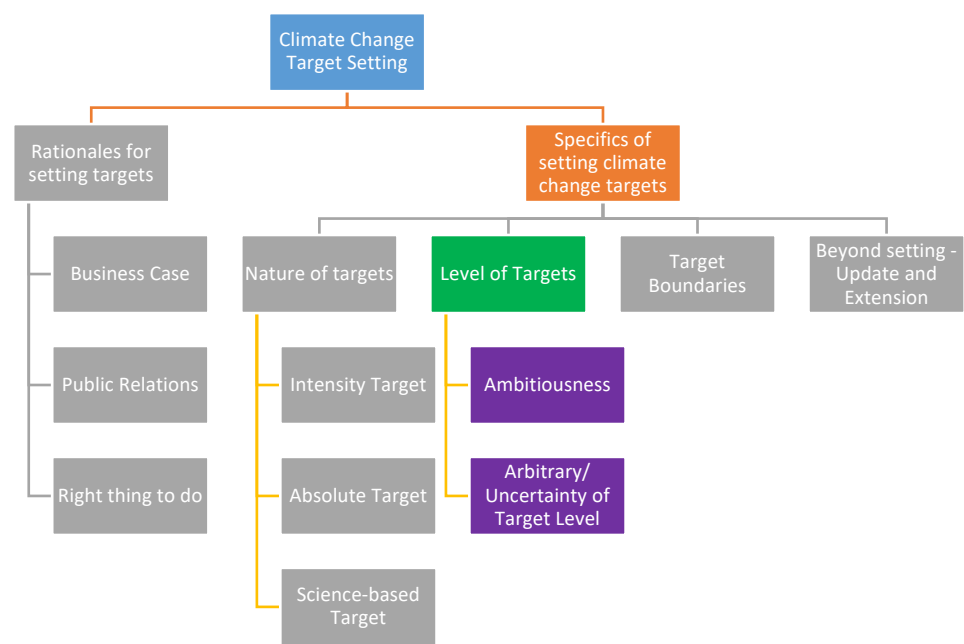 Climate Change
Target Setting
Rationales for
setting targets
Specifics of
setting climate
change targets
Business Case
Nature of targets
Level of Targets
Target
Boundaries
Beyond setting -
Update and
Extension
Public Relations
Intensity Target
Ambitiousness
Right thing to do
Absolute Target
Arbitrary/
Uncertainty of
Target Level
Science-based
Target